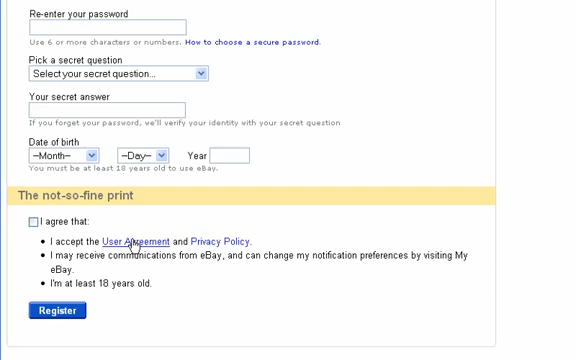 Re-enter your password
Use 6 or more characters or numbers. How to choose a secure password.
Pick a secret question
Select your secret question...
Your secret answer
If you forget your password, we'll verify your identity with your secret question
Date of birth
–Month– –Day– Year
You must be at least 18 years old to use eBay.
The not-so-fine print
I agree that:
• I accept the User Agreement and Privacy Policy.
• I may receive communications from eBay, and can change my notification preferences by visiting My
eBay.
• I'm at least 18 years old.
Register